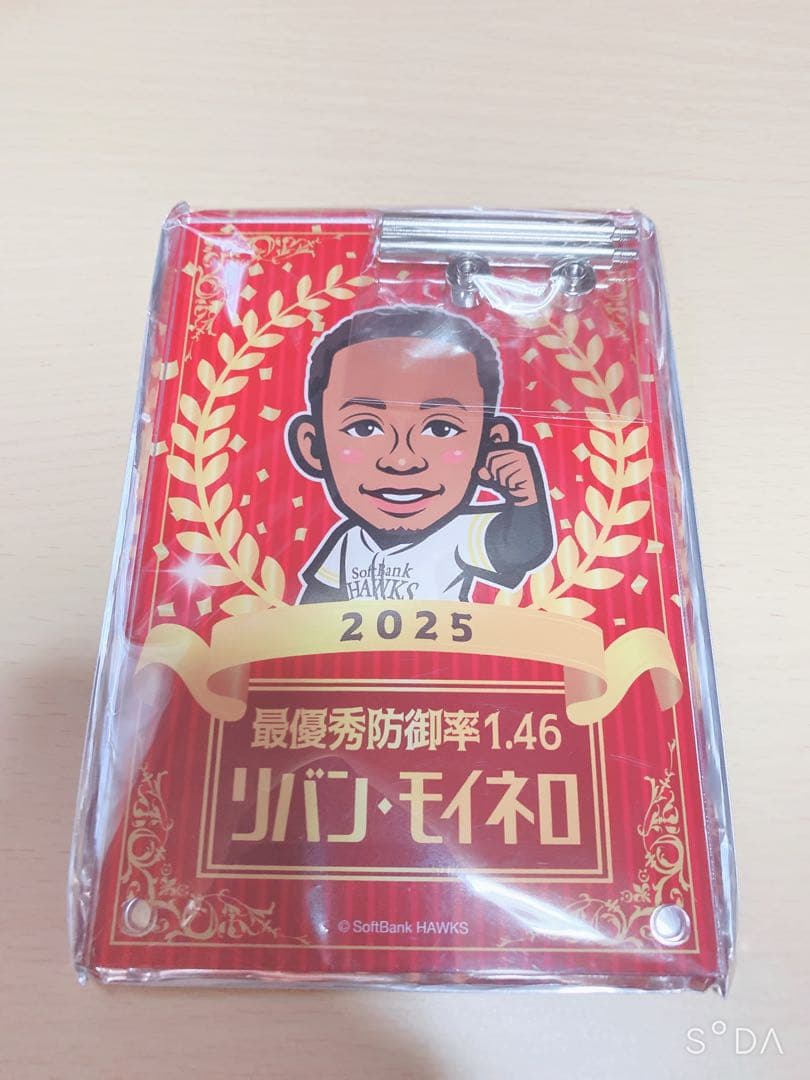 SoftBank
HAWKS
2025
最優秀防御率1.46
リバン・モイネロ
© SoftBank HAWKS
SODA